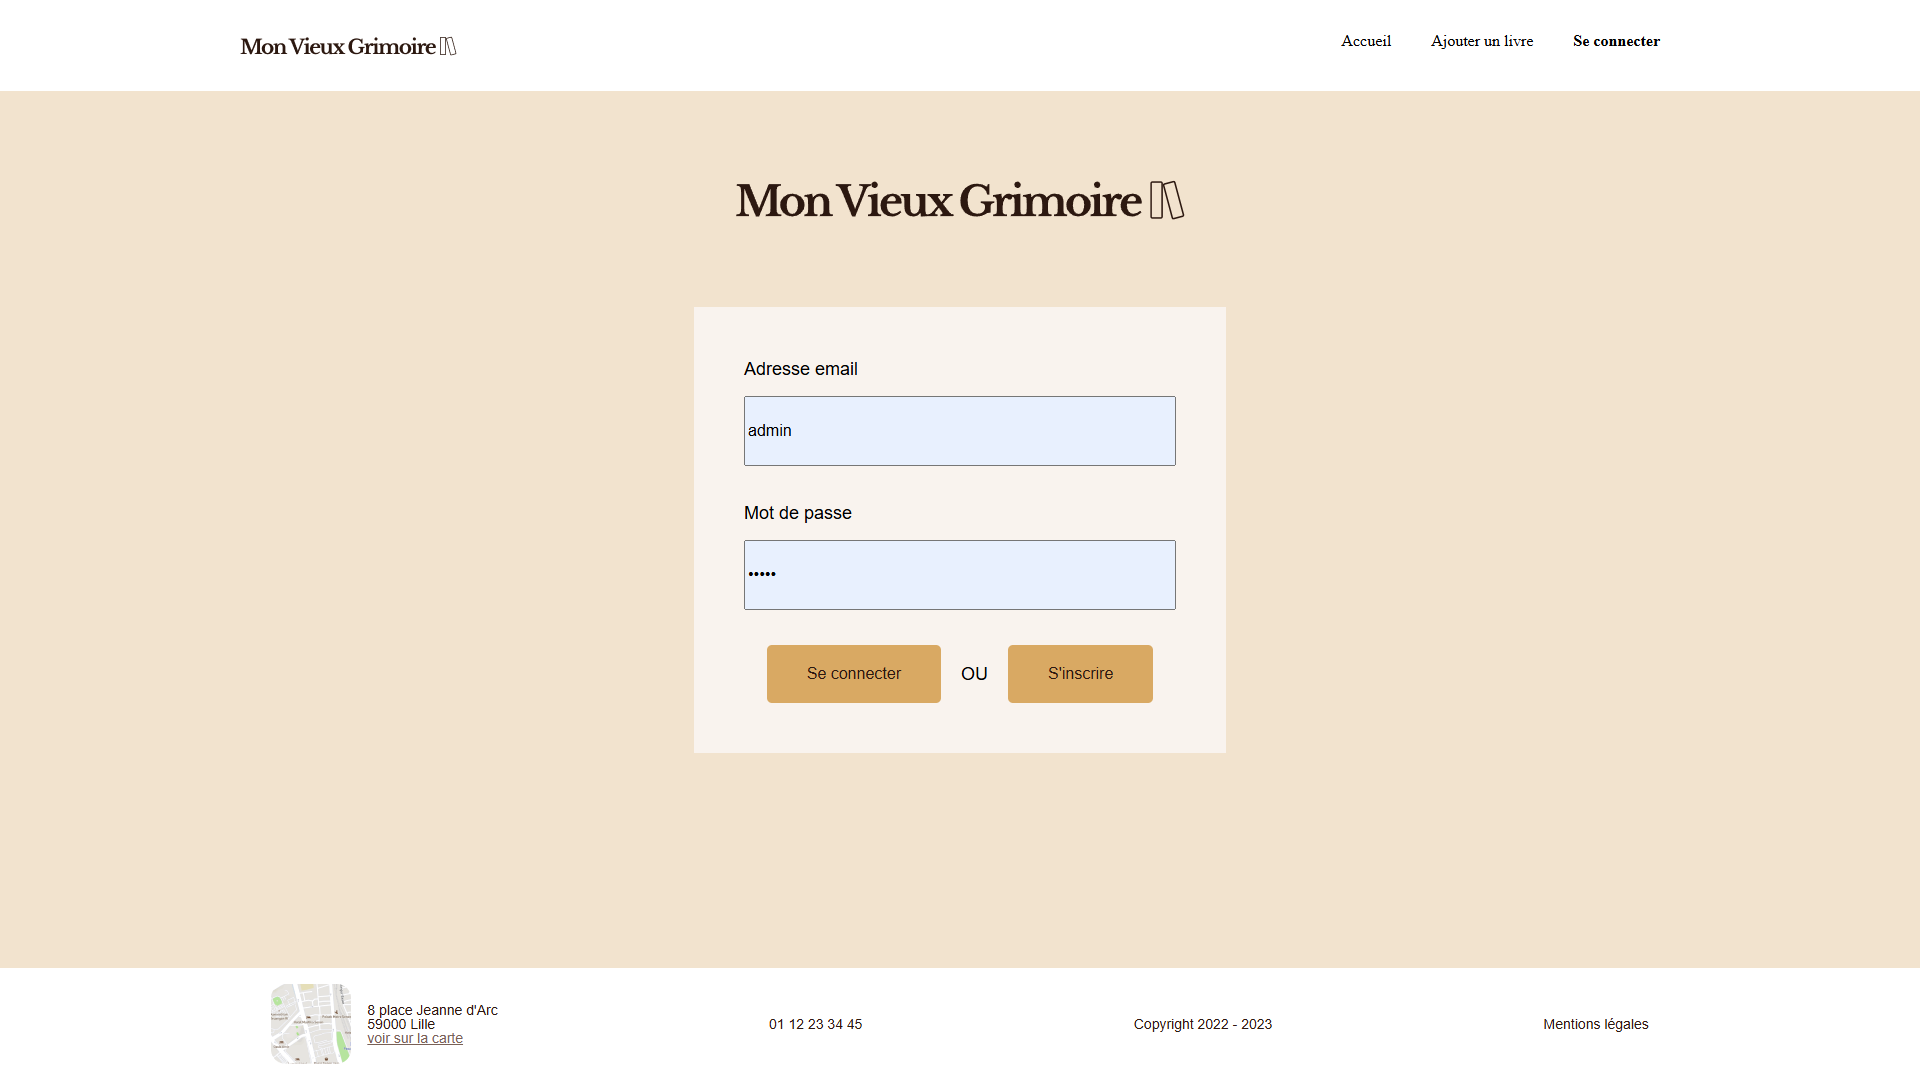 Mon Vieux Grimoire
Accueil
Ajouter un livre
Se connecter
Mon Vieux Grimoire
Adresse email
admin
Mot de passe
•••••
Se connecter
OU
S'inscrire
8 place Jeanne d'Arc
59000 Lille
voir sur la carte
01 12 23 34 45
Copyright 2022 - 2023
Mentions légales